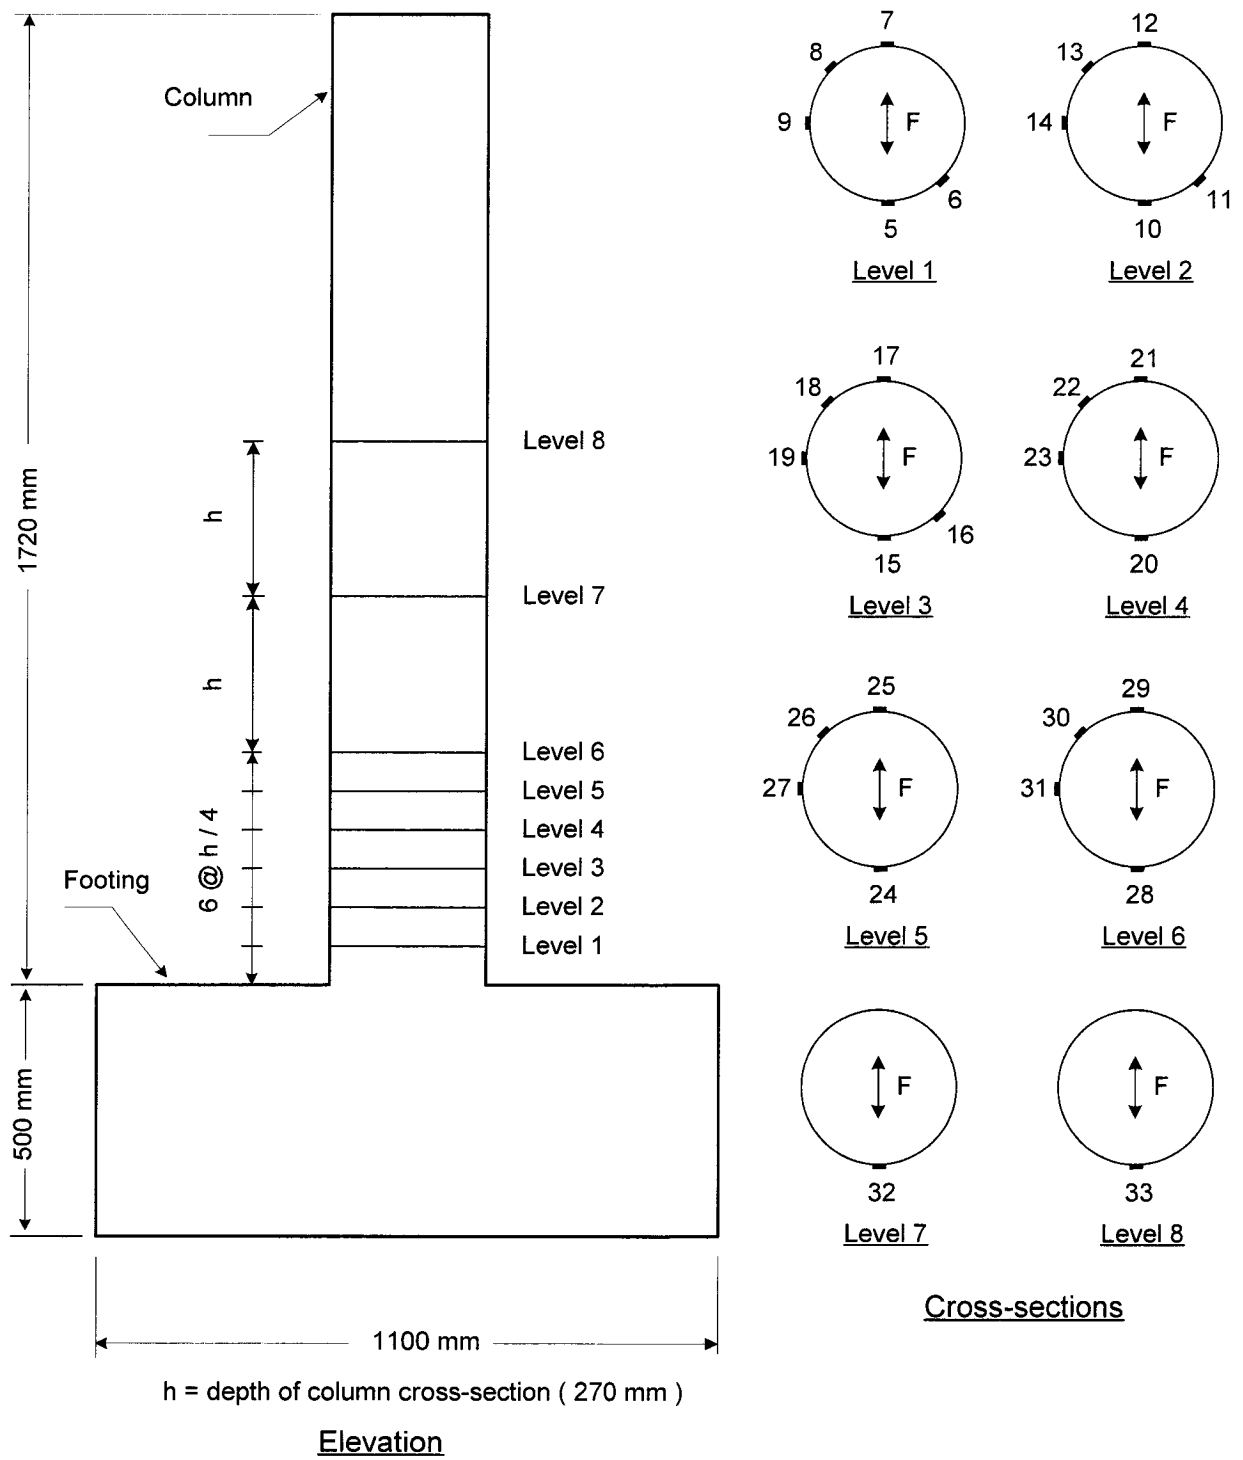 Column
1720 mm
h
h
6 @ h / 4
Level 8
Level 7
Level 6
Level 5
Level 4
Level 3
Level 2
Level 1
Footing
500 mm
1100 mm
h = depth of column cross-section ( 270 mm )
Elevation
7
8
9
F
6
5
Level 1
12
13
14
F
11
10
Level 2
17
18
19
F
16
15
Level 3
21
22
23
F
20
Level 4
25
26
27
F
24
Level 5
29
30
31
F
28
Level 6
F
32
Level 7
F
33
Level 8
Cross-sections